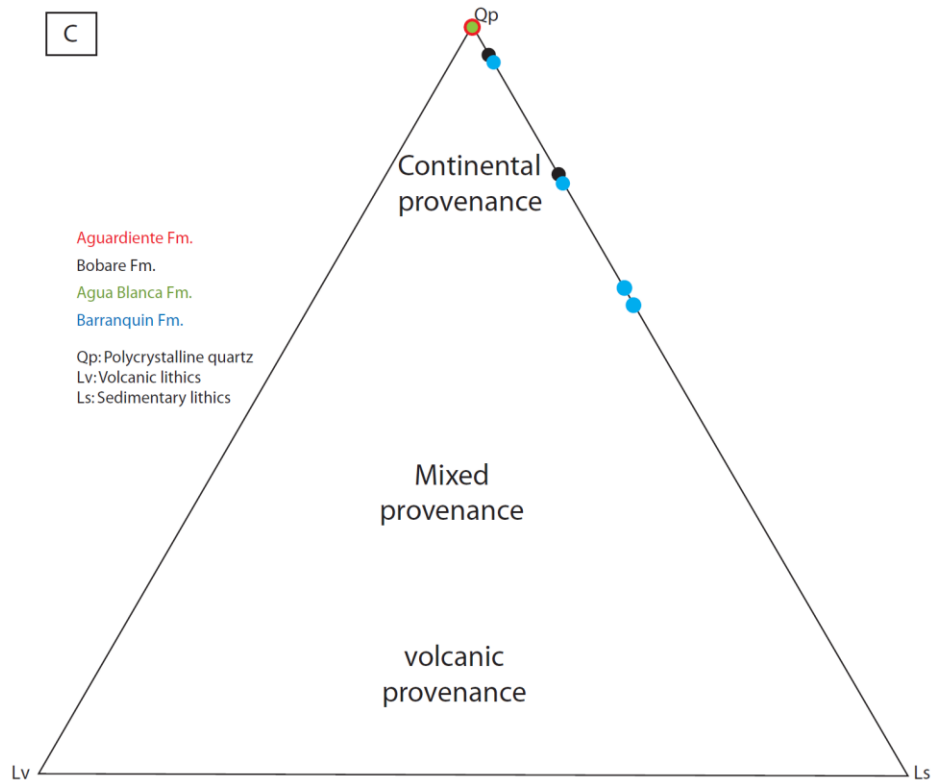 C
Qp
Continental
provenance
Aguardiente Fm.
Bobare Fm.
Agua Blanca Fm.
Barranquin Fm.
Qp: Polycrystalline quartz
Lv: Volcanic lithics
Ls: Sedimentary lithics
Mixed
provenance
volcanic
provenance
Lv
Ls